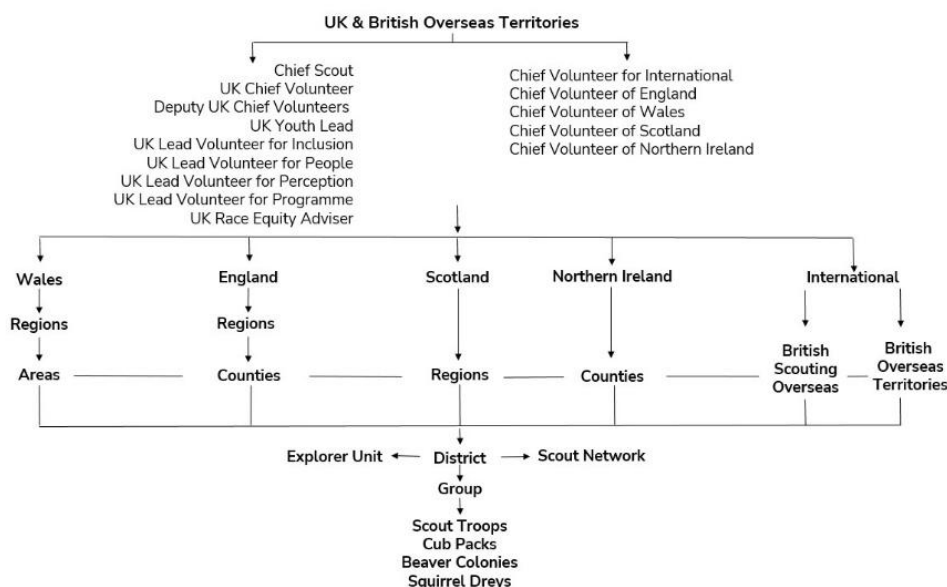 UK & British Overseas Territories
Chief Scout
UK Chief Volunteer
Deputy UK Chief Volunteers
UK Youth Lead
UK Lead Volunteer for Inclusion
UK Lead Volunteer for People
UK Lead Volunteer for Perception
UK Lead Volunteer for Programme
UK Race Equity Adviser
Chief Volunteer for International
Chief Volunteer of England
Chief Volunteer of Wales
Chief Volunteer of Scotland
Chief Volunteer of Northern Ireland
Wales England Scotland Northern Ireland International
Regions Regions
Areas Counties Regions Counties
British
Scouting
Overseas
British
Overseas
Territories
Explorer Unit District Scout Network
Group
Scout Troops
Cub Packs
Beaver Colonies
Squirrel Dreys